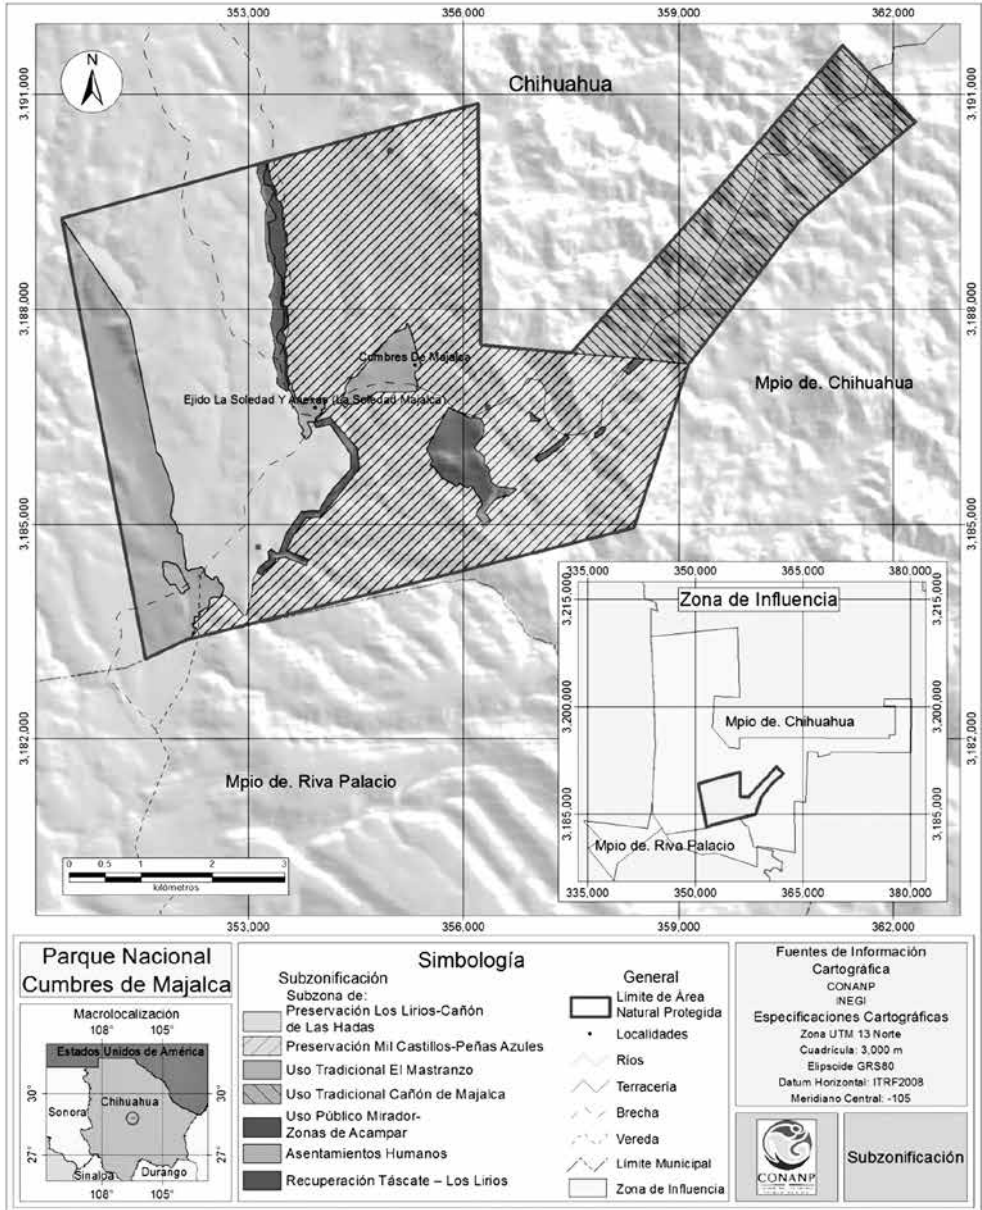 353,000 356,000 359,000 362,000
N
Chihuahua
3,191,000 3,191,000
3,188,000 3,188,000
Cumbres De Majalca
Mpio de. Chihuahua
Ejido La Soledad Y Anexas (La Soledad Majalca)
3,185,000 3,185,000
335,000 350,000 365,000 380,000
3,215,000 3,215,000
Zona de Influencia
3,200,000 3,200,000
Mpio de. Chihuahua
3,182,000 3,182,000
Mpio de. Riva Palacio
3,185,000 3,185,000
Mpio de. Riva Palacio
0 0.5 1 2 3
kilómetros
335,000 350,000 365,000 380,000
353,000 356,000 359,000 362,000
Parque Nacional
Cumbres de Majalca
Macrolocalización
108° 105°
Estados Unidos de América
30° 30°
Chihuahua
Sonora
27° 27°
Sinaloa Durango
108° 105°
Simbología
Subzonificación
Subzona de:
Preservación Los Lirios-Cañón
de Las Hadas
Preservación Mil Castillos-Peñas Azules
Uso Tradicional El Mastranzo
Uso Tradicional Cañón de Majalca
Uso Público Mirador-
Zonas de Acampar
Asentamientos Humanos
Recuperación Táscate – Los Lirios
General
Límite de Área
Natural Protegida
Localidades
Ríos
Terracería
Brecha
Vereda
Límite Municipal
Zona de Influencia
Fuentes de Información
Cartográfica
CONANP
INEGI
Especificaciones Cartográficas
Zona UTM 13 Norte
Cuadrícula: 3,000 m
Elipsoide GRS80
Datum Horizontal: ITRF2008
Meridiano Central: -105
CONANP
Subzonificación